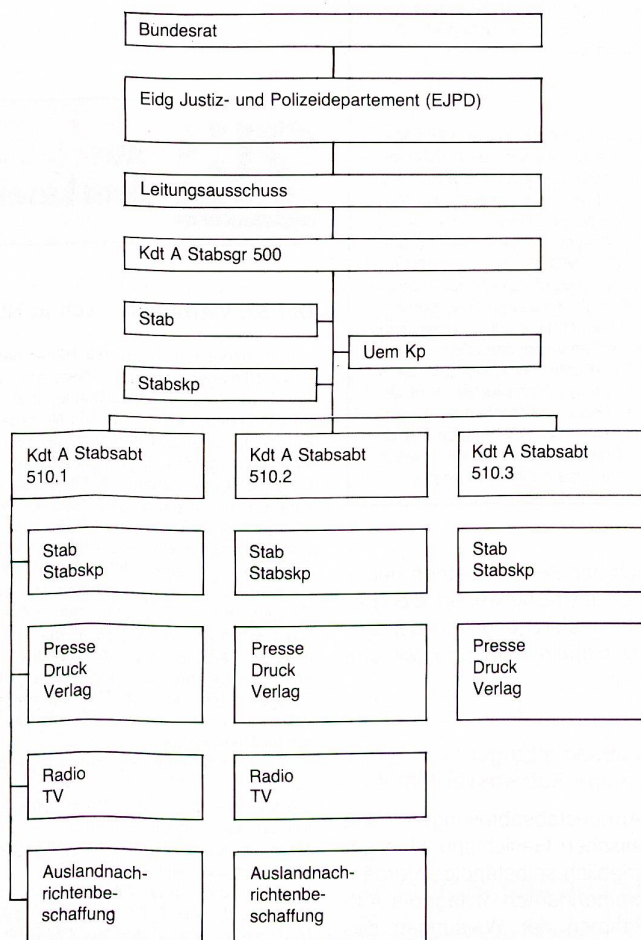 Bundesrat
Eidg Justiz- und Polizeidepartement (EJPD)
Leitungsausschuss
Kdt A Stabsgr 500
Stab
Uem Kp
Stabskp
Kdt A Stabsabt
510.1
Kdt A Stabsabt
510.2
Kdt A Stabsabt
510.3
Stab
Stabskp
Stab
Stabskp
Stab
Stabskp
Presse
Druck
Verlag
Presse
Druck
Verlag
Presse
Druck
Verlag
Radio
TV
Radio
TV
Auslandnach-
richtenbe-
schaffung
Auslandnach-
richtenbe-
schaffung